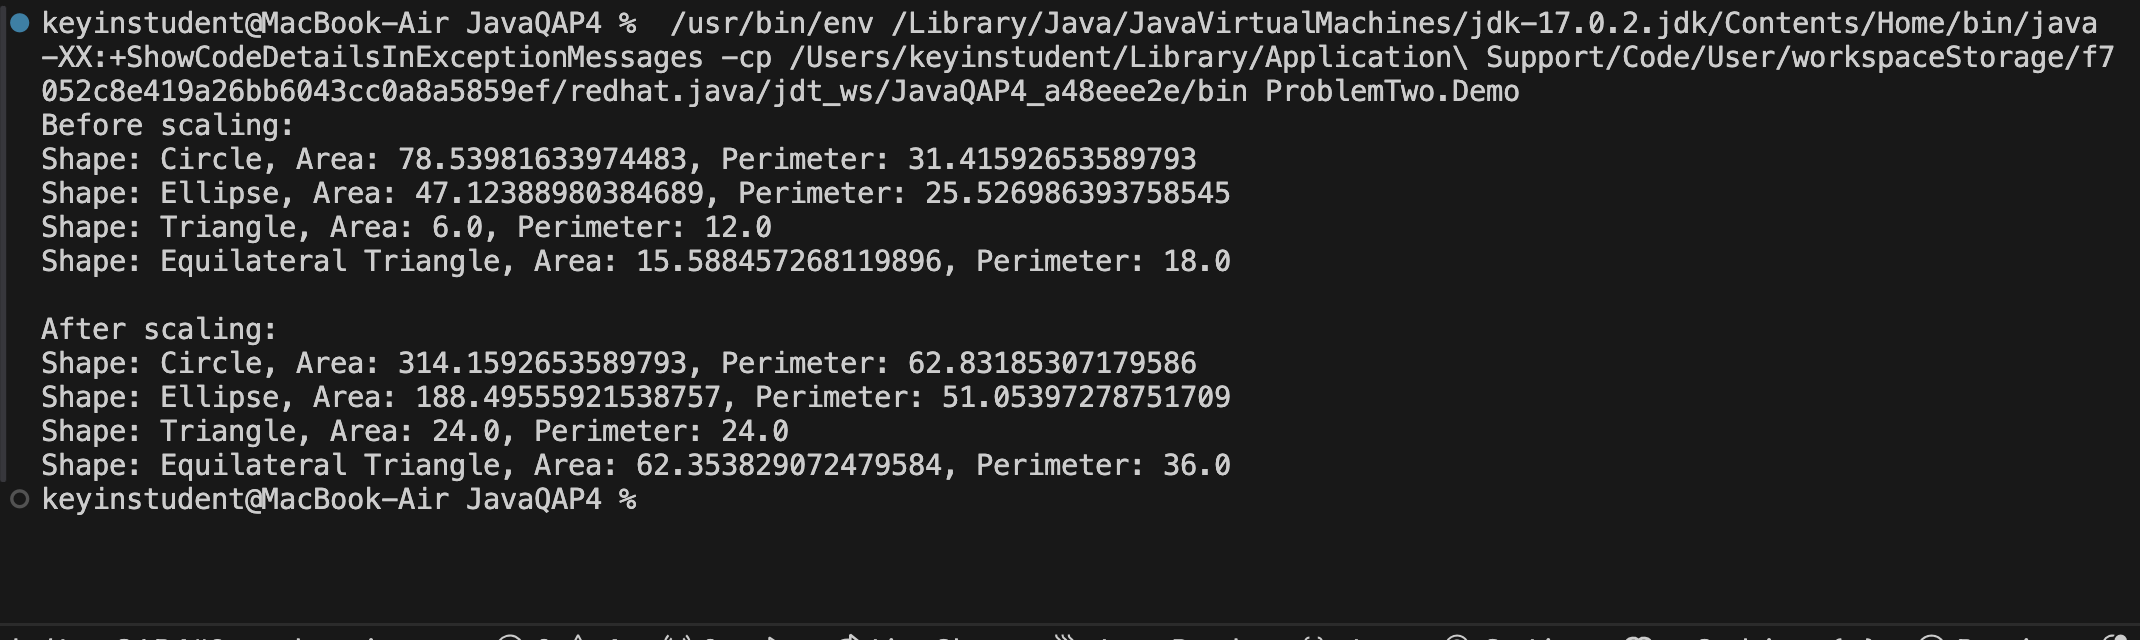 keyinstudent@MacBook-Air JavaQAP4 %  /usr/bin/env /Library/Java/JavaVirtualMachines/jdk-17.0.2.jdk/Contents/Home/bin/java
-XX:+ShowCodeDetailsInExceptionMessages -cp /Users/keyinstudent/Library/Application\ Support/Code/User/workspaceStorage/f7
052c8e419a26bb6043cc0a8a5859ef/redhat.java/jdt_ws/JavaQAP4_a48eee2e/bin ProblemTwo.Demo
Before scaling:
Shape: Circle, Area: 78.53981633974483, Perimeter: 31.41592653589793
Shape: Ellipse, Area: 47.12388980384689, Perimeter: 25.526986393758545
Shape: Triangle, Area: 6.0, Perimeter: 12.0
Shape: Equilateral Triangle, Area: 15.588457268119896, Perimeter: 18.0
After scaling:
Shape: Circle, Area: 314.1592653589793, Perimeter: 62.83185307179586
Shape: Ellipse, Area: 188.49555921538757, Perimeter: 51.05397278751709
Shape: Triangle, Area: 24.0, Perimeter: 24.0
Shape: Equilateral Triangle, Area: 62.353829072479584, Perimeter: 36.0
keyinstudent@MacBook-Air JavaQAP4 %